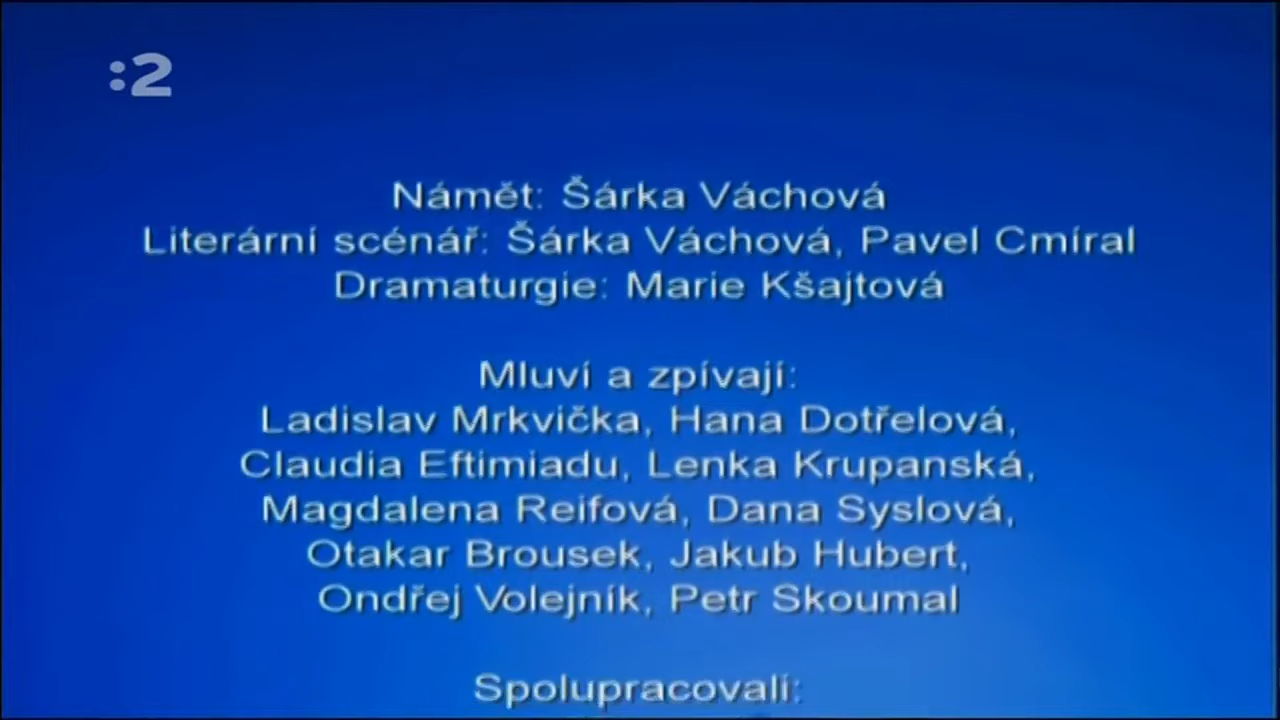 :2
Námět: Šárka Váchová
Literární scénář: Šárka Váchová, Pavel Cmíral
Dramaturgie: Marie Kšajtová
Mluví a zpívají:
Ladislav Mrkvička, Hana Dotřelová,
Claudia Eftimiadu, Lenka Krupanská,
Magdalena Reifová, Dana Syslová,
Otakar Brousek, Jakub Hubert,
Ondřej Volejník, Petr Skoumal
Spolupracovali: